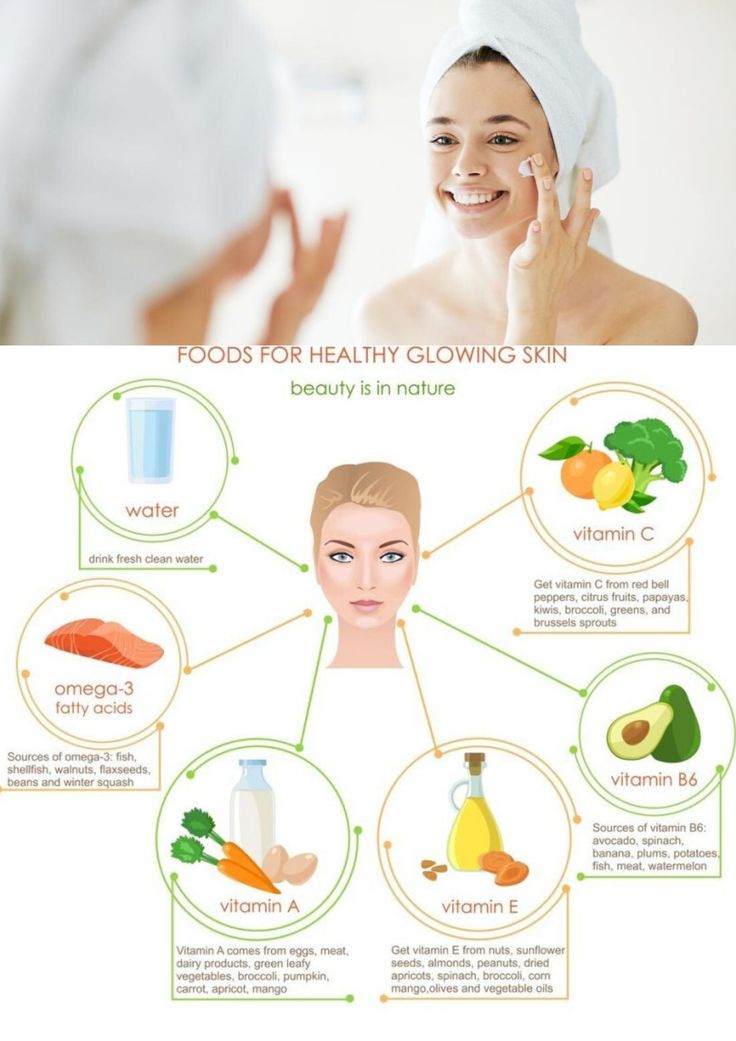 FOODS FOR HEALTHY GLOWING SKIN
beauty is in nature
water
drink fresh clean water
vitamin C
Get vitamin C from red bell
peppers, citrus fruits, papayas,
kiwis, broccoli, greens, and
brussels sprouts
omega-3
fatty acids
Sources of omega-3: fish,
shellfish, walnuts, flaxseeds,
beans and winter squash
vitamin B6
Sources of vitamin B6:
avocado, spinach,
banana, plums, potatoes,
fish, meat, watermelon
vitamin A
Vitamin A comes from eggs, meat,
dairy products, green leafy
vegetables, broccoli, pumpkin,
carrot, apricot, mango
vitamin E
Get vitamin E from nuts, sunflower
seeds, almonds, peanuts, dried
apricots, spinach, broccoli, corn
mango,olives and vegetable oils